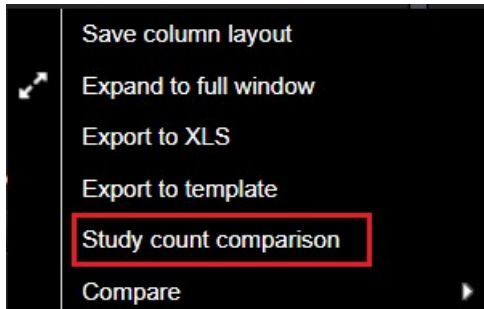 Save column layout
Expand to full window
Export to XLS
Export to template
Study count comparison
Compare